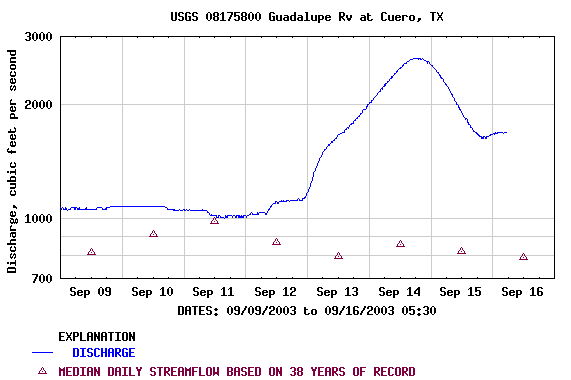 USGS 08175800 Guadalupe Rv at Cuero, TX
Discharge, cubic feet per second
3000
2000
1000
700
Sep 09 Sep 10 Sep 11 Sep 12 Sep 13 Sep 14 Sep 15 Sep 16
DATES: 09/09/2003 to 09/16/2003 05:30
EXPLANATION
DISCHARGE
MEDIAN DAILY STREAMFLOW BASED ON 38 YEARS OF RECORD